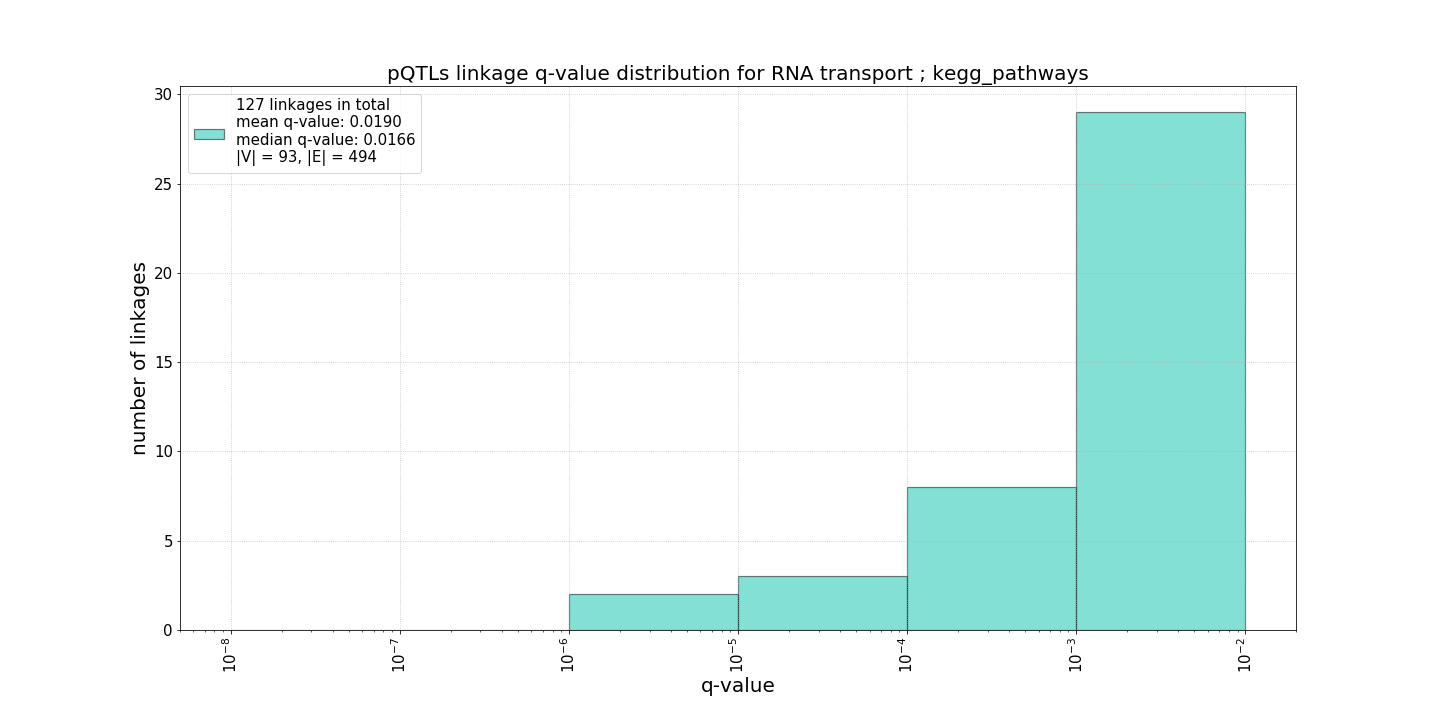 pQTLs linkage q-value distribution for RNA transport ; kegg_pathways
127 linkages in total
mean q-value: 0.0190
median q-value: 0.0166
|V| = 93, |E| = 494
number of linkages
30
25
20
15
10
5
0
10⁻⁸
10⁻⁷
10⁻⁶
10⁻⁵
10⁻⁴
10⁻³
10⁻²
q-value